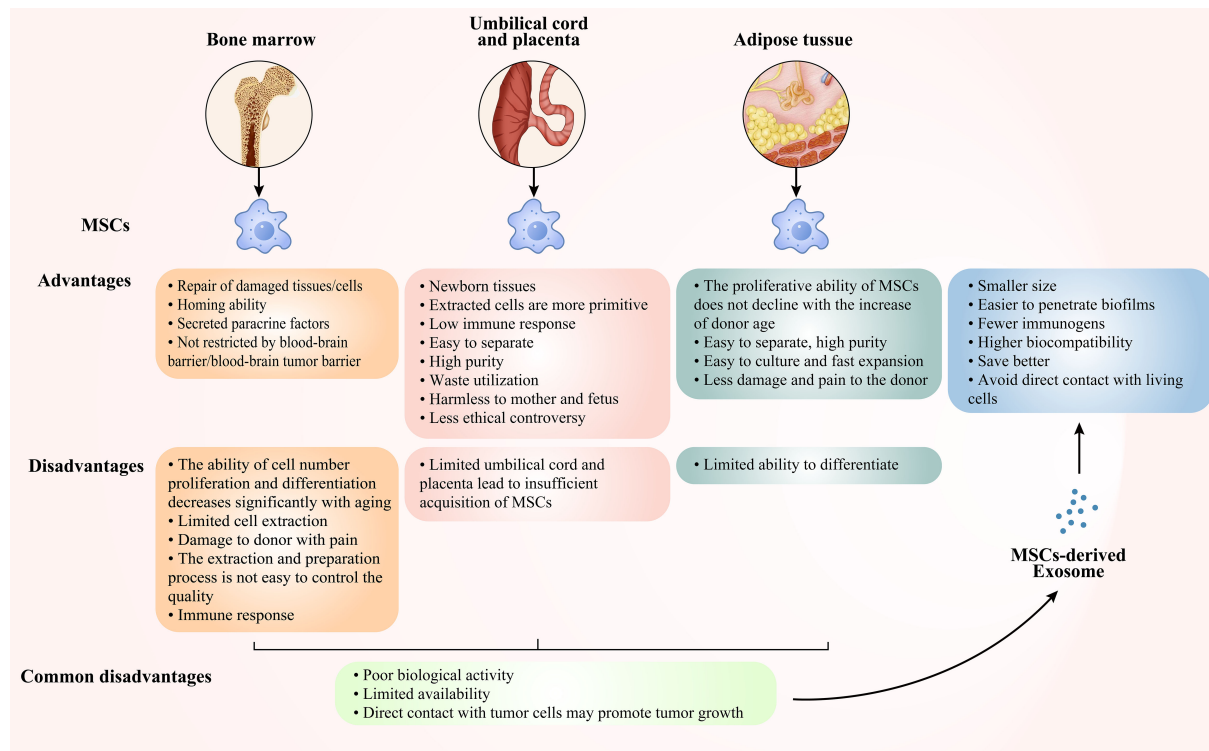 Bone marrow
Umbilical cord
and placenta
Adipose tussue
MSCs
Advantages
• Repair of damaged tissues/cells
• Homing ability
• Secreted paracrine factors
• Not restricted by blood-brain
barrier/blood-brain tumor barrier
• Newborn tissues
• Extracted cells are more primitive
• Low immune response
• Easy to separate
• High purity
• Waste utilization
• Harmless to mother and fetus
• Less ethical controversy
• The proliferative ability of MSCs
does not decline with the increase
of donor age
• Easy to separate, high purity
• Easy to culture and fast expansion
• Less damage and pain to the donor
• Smaller size
• Easier to penetrate biofilms
• Fewer immunogens
• Higher biocompatibility
• Save better
• Avoid direct contact with living
cells
Disadvantages
• The ability of cell number
proliferation and differentiation
decreases significantly with aging
• Limited cell extraction
• Damage to donor with pain
• The extraction and preparation
process is not easy to control the
quality
• Immune response
• Limited umbilical cord and
placenta lead to insufficient
acquisition of MSCs
• Limited ability to differentiate
MSCs-derived
Exosome
Common disadvantages
• Poor biological activity
• Limited availability
• Direct contact with tumor cells may promote tumor growth